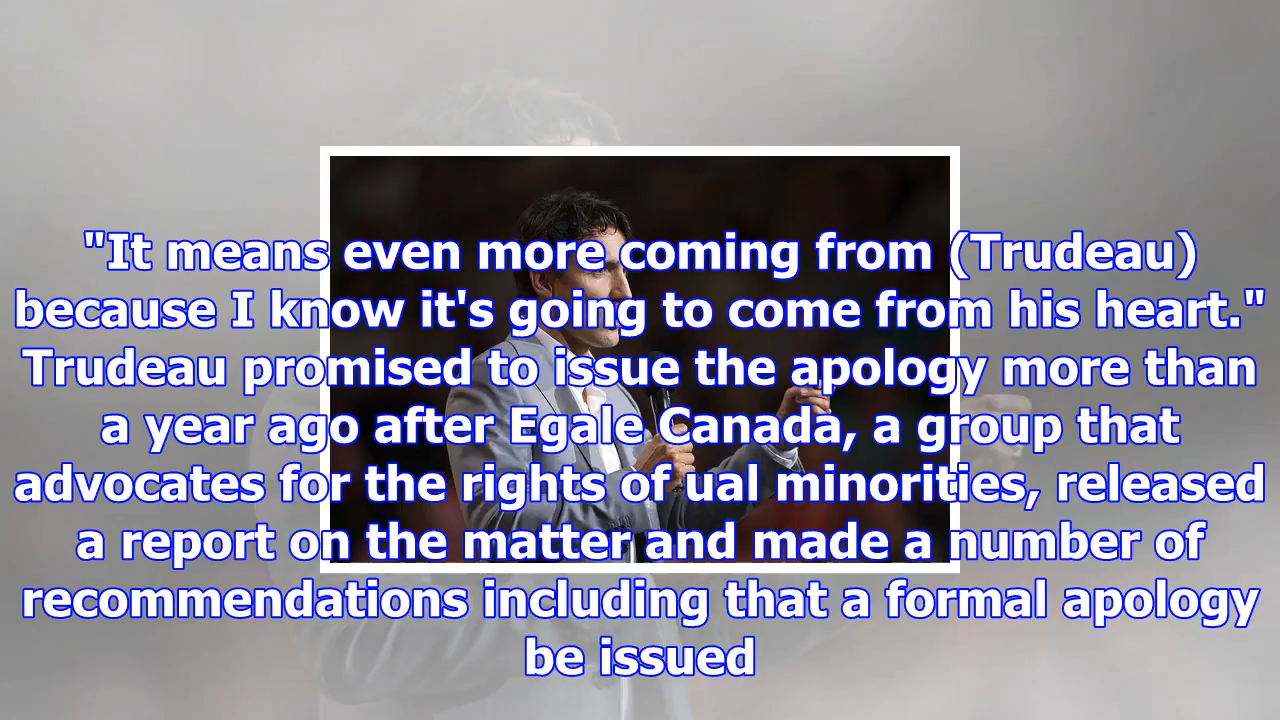 "It means even more coming from (Trudeau)
because I know it's going to come from his heart."
Trudeau promised to issue the apology more than
a year ago after Egale Canada, a group that
advocates for the rights of ual minorities, released
a report on the matter and made a number of
recommendations including that a formal apology
be issued